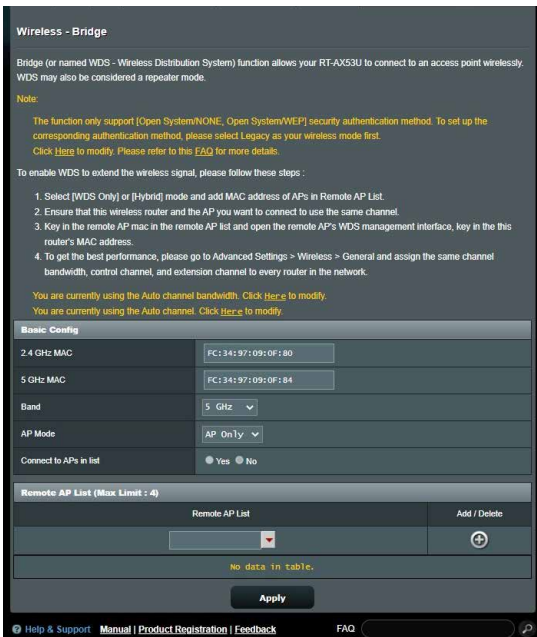 Wireless - Bridge
Bridge (or named WDS - Wireless Distribution System) function allows your RT-AX53U to connect to an access point wirelessly.
WDS may also be considered a repeater mode.
Note:
The function only support [Open System/NONE, Open System/WEP] security authentication method. To set up the
corresponding authentication method, please select Legacy as your wireless mode first.
Click Here to modify. Please refer to this FAQ for more details.
To enable WDS to extend the wireless signal, please follow these steps :
1. Select [WDS Only] or [Hybrid] mode and add MAC address of APs in Remote AP List.
2. Ensure that this wireless router and the AP you want to connect to use the same channel.
3. Key in the remote AP mac in the remote AP list and open the remote AP's WDS management interface, key in the this
router's MAC address.
4. To get the best performance, please go to Advanced Settings > Wireless > General and assign the same channel
bandwidth, control channel, and extension channel to every router in the network.
You are currently using the Auto channel bandwidth. Click Here to modify.
You are currently using the Auto channel. Click Here to modify.
Basic Config
2.4 GHz MAC FC:34:97:09:0F:80
5 GHz MAC FC:34:97:09:0F:84
Band 5 GHz
AP Mode AP Only
Connect to APs in list Yes No
Remote AP List (Max Limit : 4)
Remote AP List Add / Delete
No data in table.
Apply
Help & Support Manual | Product Registration | Feedback FAQ